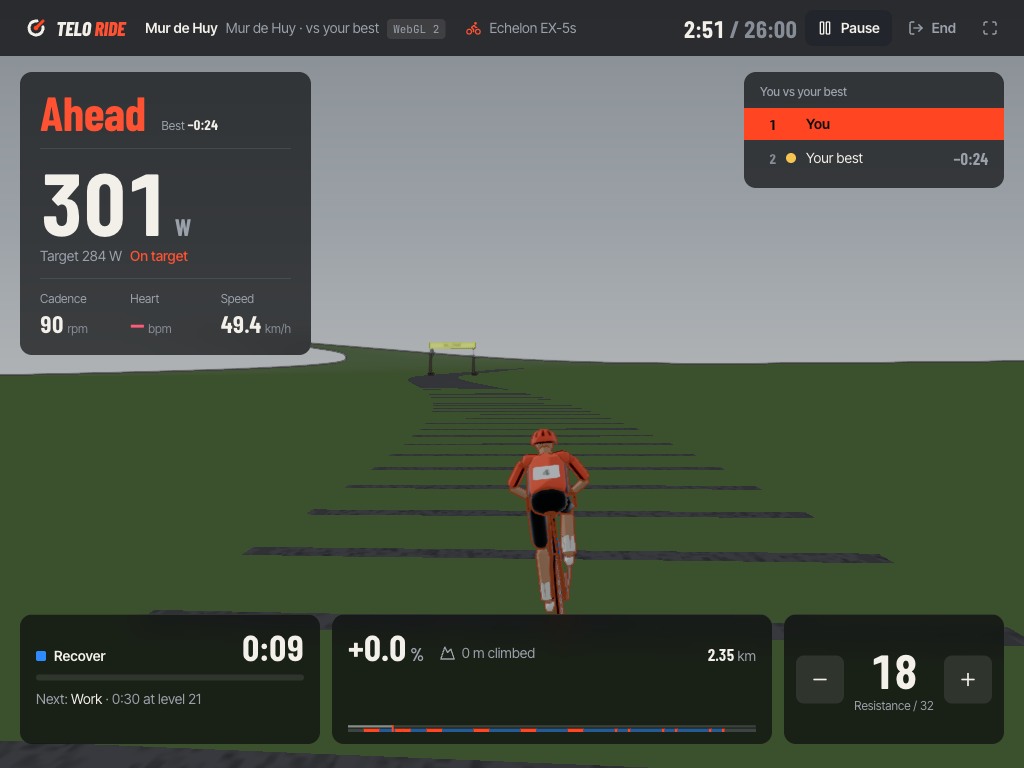 TELO RIDE Mur de Huy Mur de Huy · vs your best WebGL 2 Echelon EX-5s 2:51 / 26:00 Pause End
Ahead Best −0:24
301 W
Target 284 W On target
Cadence Heart Speed
90 rpm – bpm 49.4 km/h
You vs your best
1 You
2 Your best −0:24
4
Recover 0:09
Next: Work · 0:30 at level 21
+0.0 % 0 m climbed 2.35 km
− 18 +
Resistance / 32